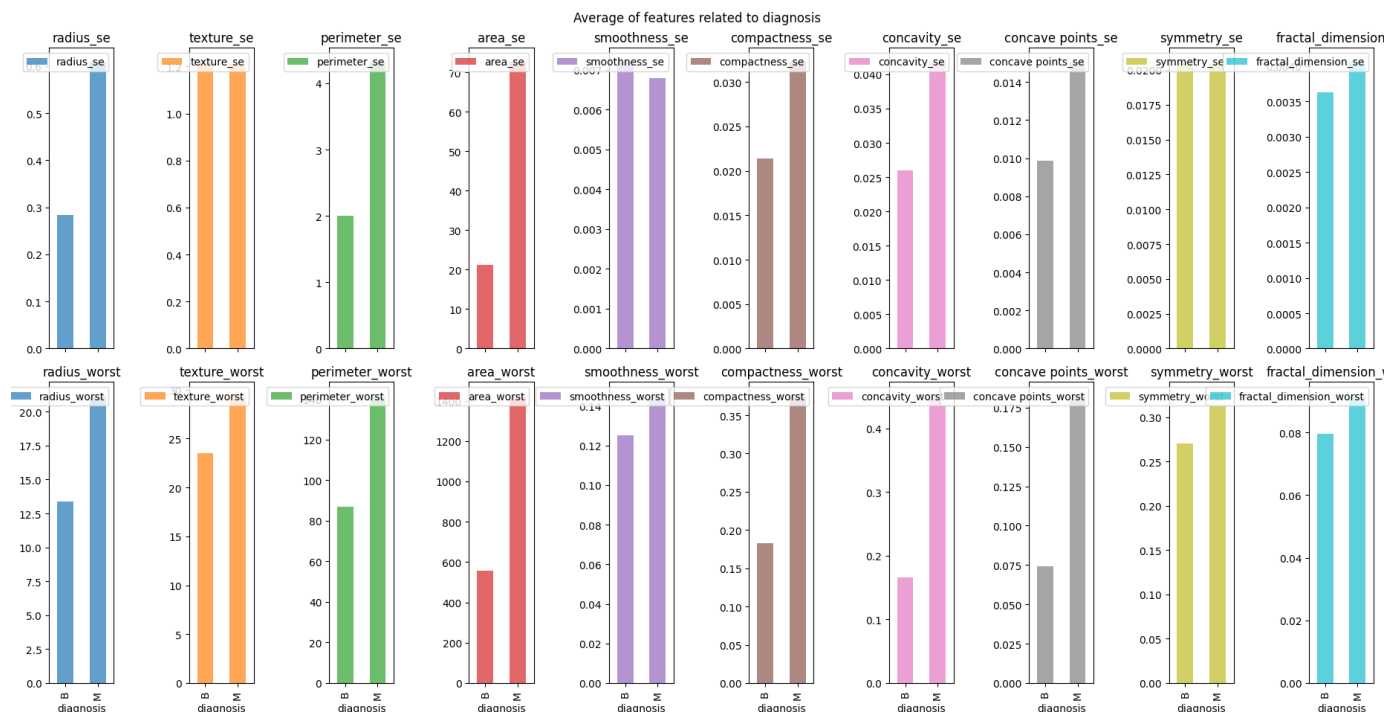 Average of features related to diagnosis
radius_se texture_se perimeter_se area_se smoothness_se compactness_se concavity_se concave points_se symmetry_se fractal_dimension
radius_se texture_se perimeter_se area_se smoothness_se compactness_se concavity_se concave points_se symmetry_se fractal_dimension_se
0.6 0.5 0.4 0.3 0.2 0.1 0.0
1.2 1.0 0.8 0.6 0.4 0.2 0.0
4 4 3 2 1 0
70 60 50 40 30 20 10 0
0.007 0.006 0.005 0.004 0.003 0.002 0.001 0.000
0.030 0.025 0.020 0.015 0.010 0.005 0.000
0.040 0.035 0.030 0.025 0.020 0.015 0.010 0.005 0.000
0.014 0.012 0.010 0.008 0.006 0.004 0.002 0.000
0.0200 0.0175 0.0150 0.0125 0.0100 0.0075 0.0050 0.0025 0.0000
0.0035 0.0030 0.0025 0.0020 0.0015 0.0010 0.0005 0.0000
radius_worst texture_worst perimeter_worst area_worst smoothness_worst compactness_worst concavity_worst concave points_worst symmetry_worst fractal_dimension_w
radius_worst texture_worst perimeter_worst area_worst smoothness_worst compactness_worst concavity_worst concave points_worst symmetry_worst fractal_dimension_worst
20.0 17.5 15.0 12.5 10.0 7.5 5.0 2.5 0.0
30 25 20 15 10 5 0
140 120 100 80 60 40 20 0
1400 1200 1000 800 600 400 200 0
0.14 0.12 0.10 0.08 0.06 0.04 0.02 0.00
0.35 0.30 0.25 0.20 0.15 0.10 0.05 0.00
0.4 0.3 0.2 0.1 0.0
0.175 0.150 0.125 0.100 0.075 0.050 0.025 0.000
0.30 0.25 0.20 0.15 0.10 0.05 0.00
0.08 0.06 0.04 0.02 0.00
B M B M B M B M B M B M B M B M B M B M
diagnosis diagnosis diagnosis diagnosis diagnosis diagnosis diagnosis diagnosis diagnosis diagnosis